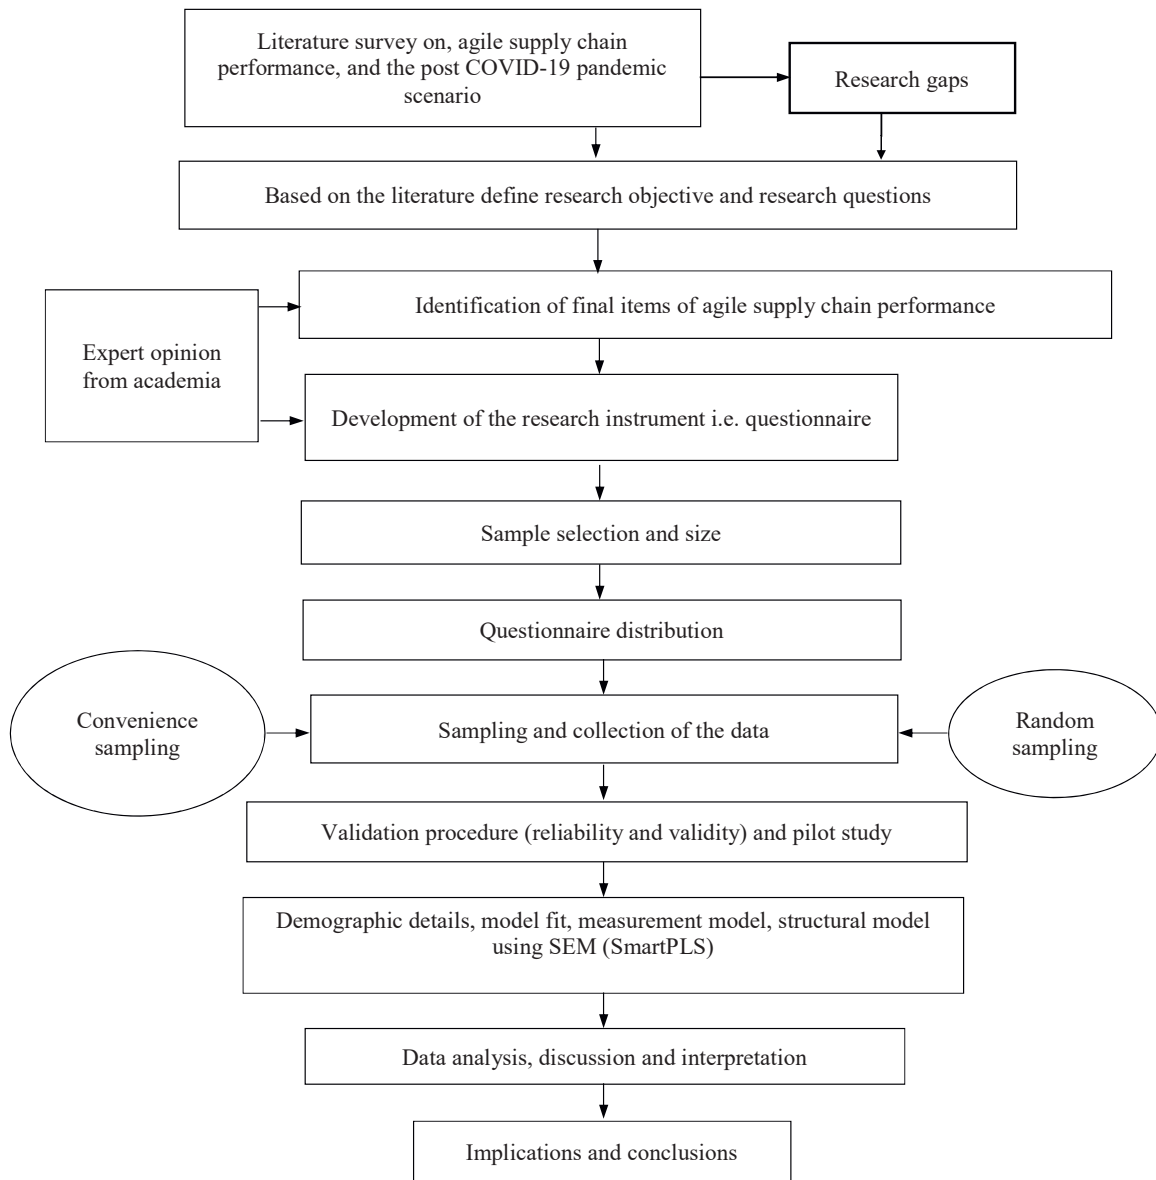 Literature survey on, agile supply chain
performance, and the post COVID-19 pandemic
scenario
Research gaps
Based on the literature define research objective and research questions
Identification of final items of agile supply chain performance
Expert opinion
from academia
Development of the research instrument i.e. questionnaire
Sample selection and size
Questionnaire distribution
Convenience
sampling
Sampling and collection of the data
Random
sampling
Validation procedure (reliability and validity) and pilot study
Demographic details, model fit, measurement model, structural model
using SEM (SmartPLS)
Data analysis, discussion and interpretation
Implications and conclusions